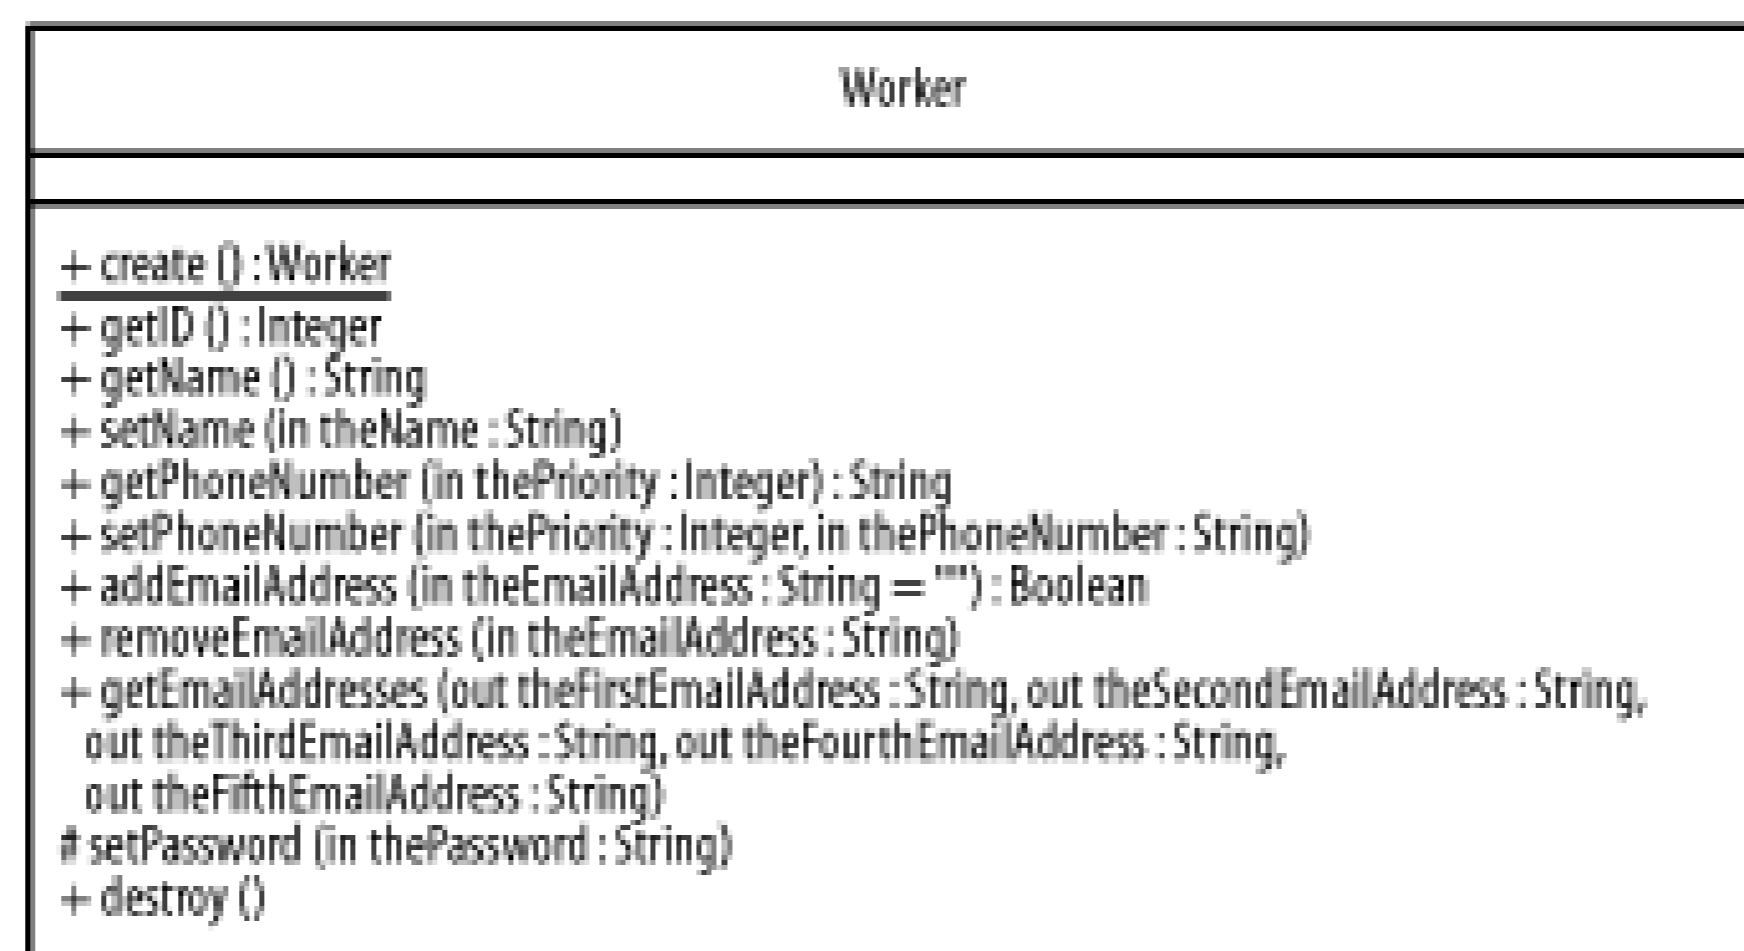 Worker
+ create () : Worker
+ getID () : Integer
+ getName () : String
+ setName (in theName : String)
+ getPhoneNumber (in thePriority : Integer) : String
+ setPhoneNumber (in thePriority : Integer, in thePhoneNumber : String)
+ addEmailAddress (in theEmailAddress : String = "") : Boolean
+ removeEmailAddress (in theEmailAddress : String)
+ getEmailAddresses (out theFirstEmailAddress : String, out theSecondEmailAddress : String,
out theThirdEmailAddress : String, out theFourthEmailAddress : String,
out theFifthEmailAddress : String)
# setPassword (in thePassword : String)
+ destroy ()